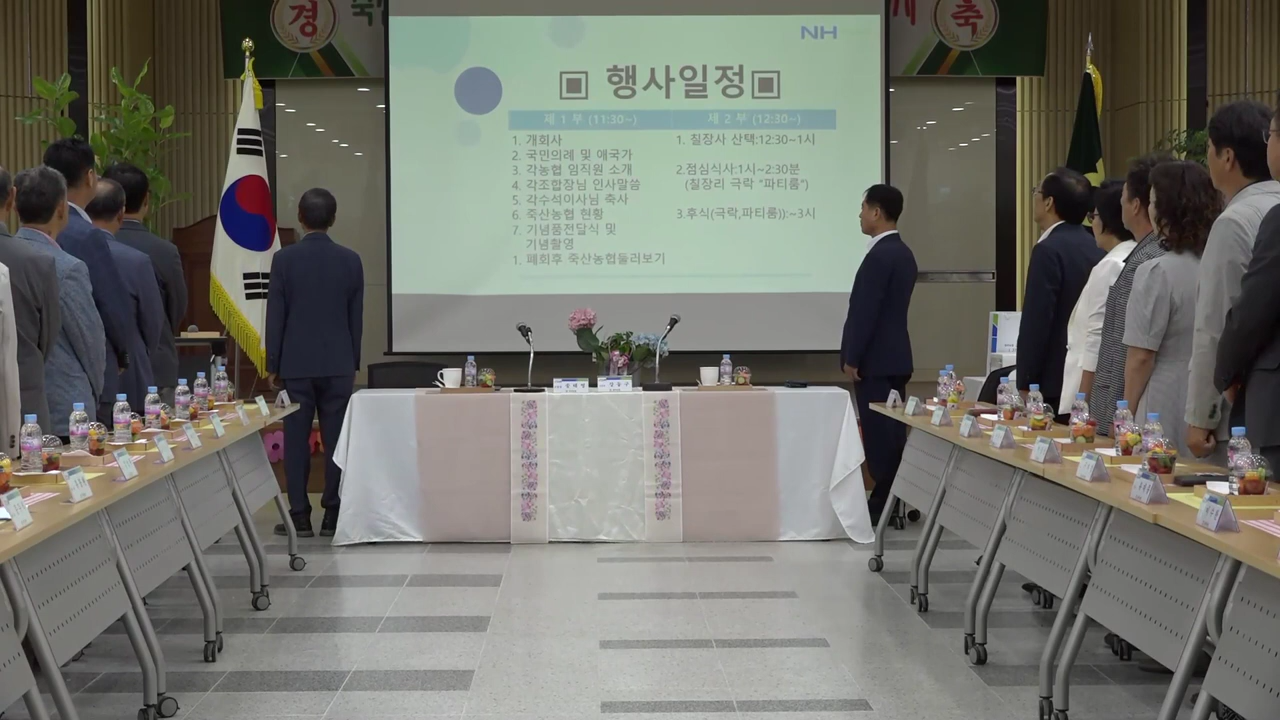 경 축
축
NH
행사일정
제 1 부 (11:30~)
제 2 부 (12:30~)
1. 개회사
2. 국민의례 및 애국가
3. 각농협 임직원 소개
4. 각조합장님 인사말씀
5. 각수석이사님 축사
6. 죽산농협 현황
7. 기념품전달식 및
기념촬영
1. 폐회후 죽산농협둘러보기
1. 칠장사 산택:12:30~1시
2.점심식사:1시~2:30분
(칠장리 극락 "파티룸")
3.후식(극락,파티룸):~3시